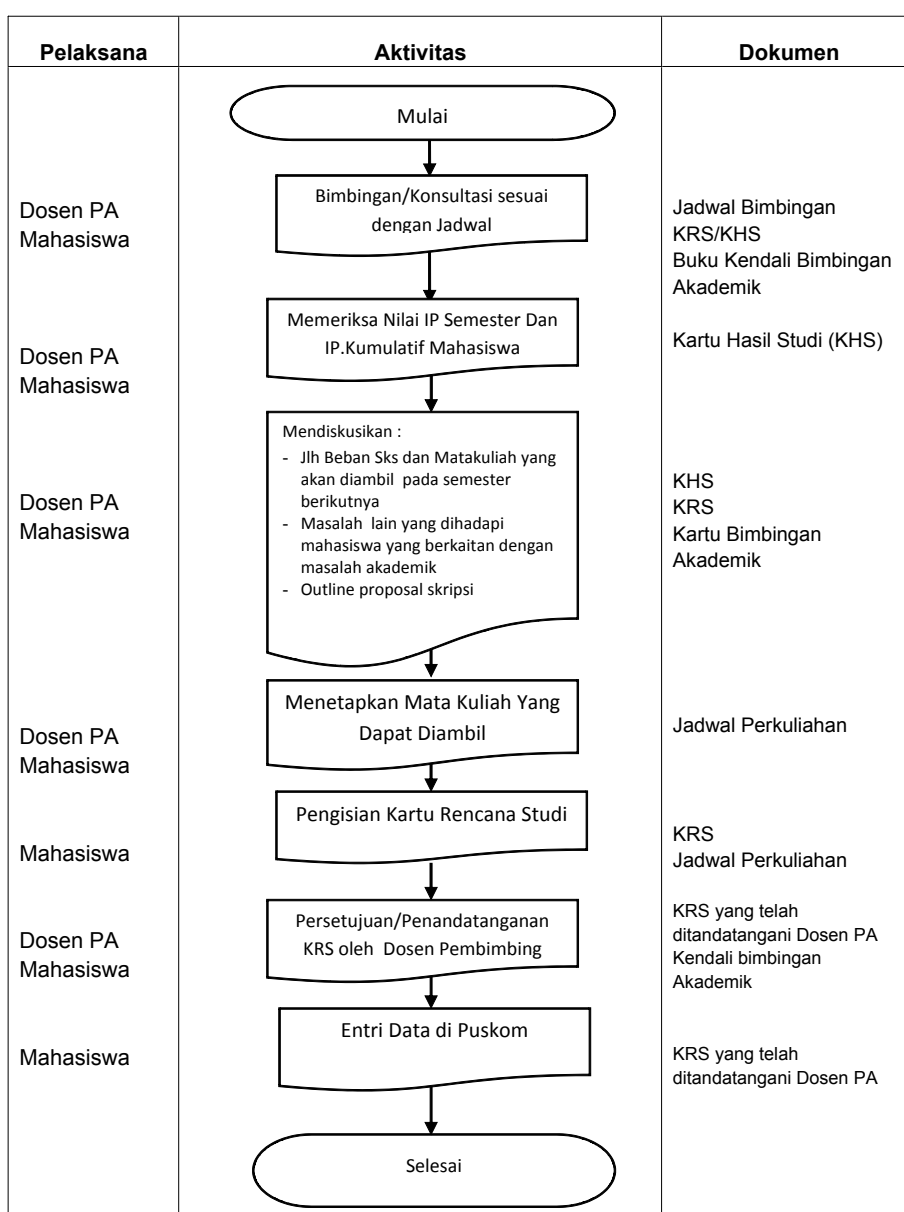 Pelaksana
Aktivitas
Dokumen
Mulai
Dosen PA
Mahasiswa
Bimbingan/Konsultasi sesuai
dengan Jadwal
Jadwal Bimbingan
KRS/KHS
Buku Kendali Bimbingan
Akademik
Dosen PA
Mahasiswa
Memeriksa Nilai IP Semester Dan
IP.Kumulatif Mahasiswa
Kartu Hasil Studi (KHS)
Dosen PA
Mahasiswa
Mendiskusikan :
- Jlh Beban Sks dan Matakuliah yang
akan diambil pada semester
berikutnya
- Masalah lain yang dihadapi
mahasiswa yang berkaitan dengan
masalah akademik
- Outline proposal skripsi
KHS
KRS
Kartu Bimbingan
Akademik
Dosen PA
Mahasiswa
Menetapkan Mata Kuliah Yang
Dapat Diambil
Jadwal Perkuliahan
Mahasiswa
Pengisian Kartu Rencana Studi
KRS
Jadwal Perkuliahan
Dosen PA
Mahasiswa
Persetujuan/Penandatanganan
KRS oleh Dosen Pembimbing
KRS yang telah
ditandatangani Dosen PA
Kendali bimbingan
Akademik
Mahasiswa
Entri Data di Puskom
KRS yang telah
ditandatangani Dosen PA
Selesai